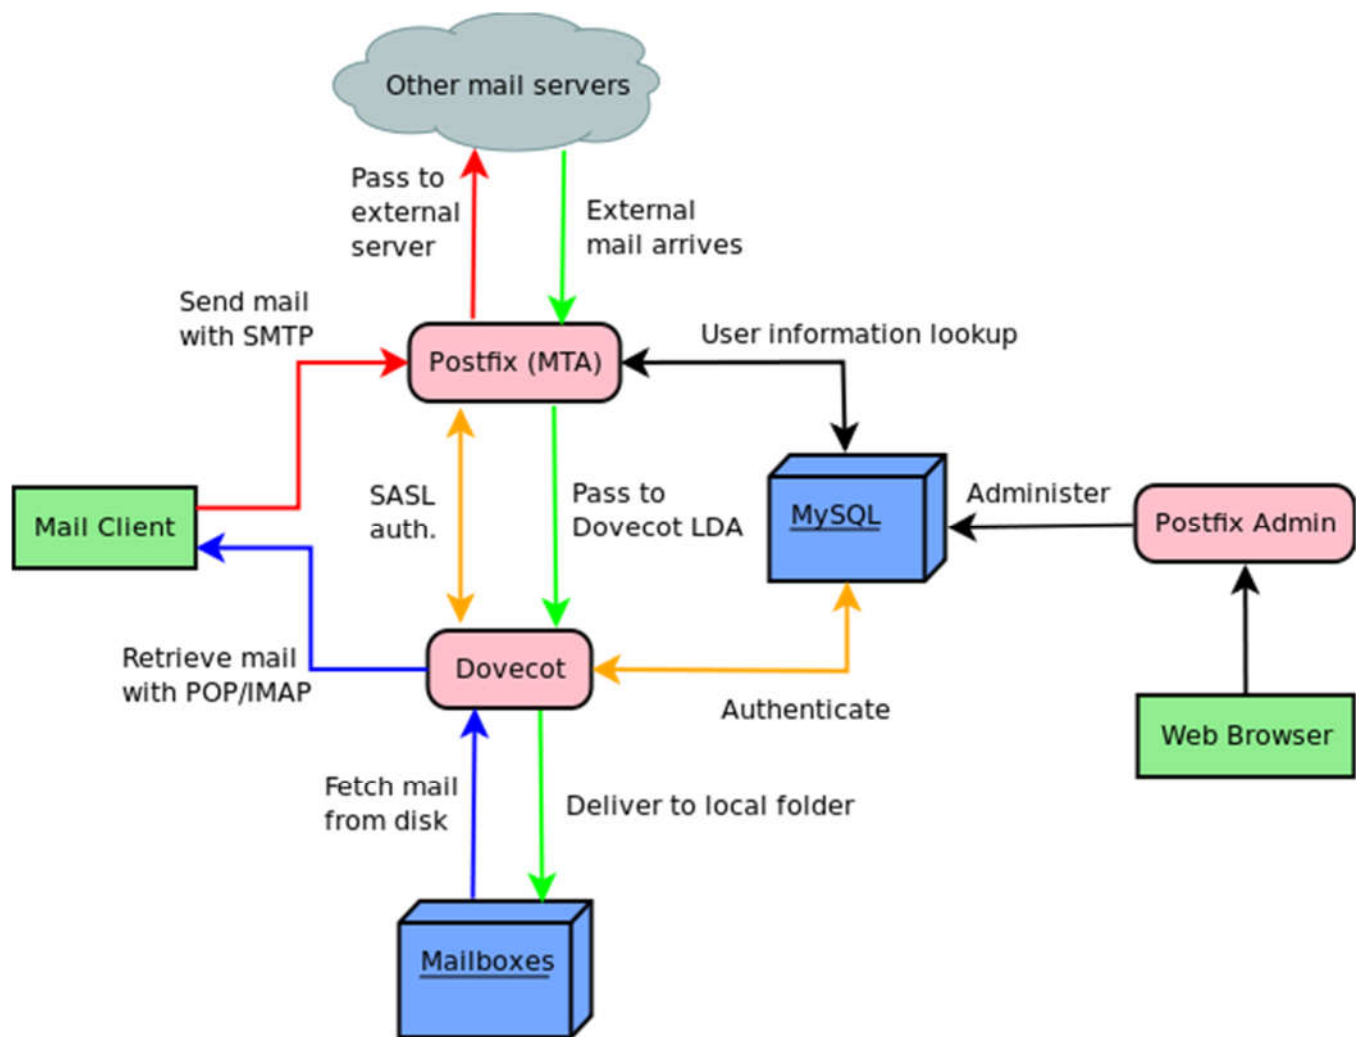 Other mail servers
Pass to
external
server
External
mail arrives
Send mail
with SMTP
User information lookup
Postfix (MTA)
SASL
auth.
Pass to
Dovecot LDA
MySQL
Administer
Postfix Admin
Mail Client
Retrieve mail
with POP/IMAP
Dovecot
Authenticate
Web Browser
Fetch mail
from disk
Deliver to local folder
Mailboxes